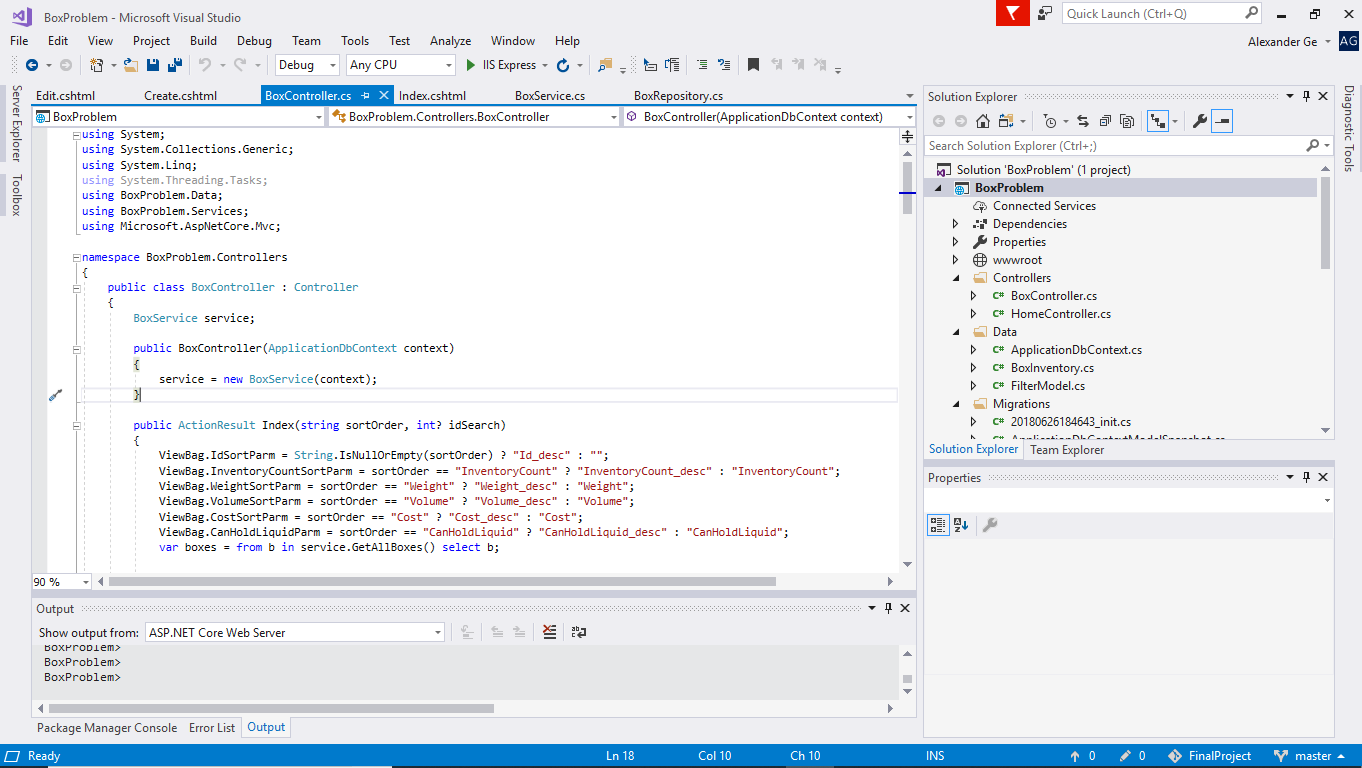 BoxProblem - Microsoft Visual Studio
Quick Launch (Ctrl+Q)
File Edit View Project Build Debug Team Tools Test Analyze Window Help
Alexander Ge AG
Debug Any CPU IIS Express
Server Explorer
Toolbox
Edit.cshtml Create.cshtml BoxController.cs Index.cshtml BoxService.cs BoxRepository.cs
BoxProblem BoxProblem.Controllers.BoxController BoxController(ApplicationDbContext context)
using System;
using System.Collections.Generic;
using System.Linq;
using System.Threading.Tasks;
using BoxProblem.Data;
using BoxProblem.Services;
using Microsoft.AspNetCore.Mvc;
namespace BoxProblem.Controllers
{
public class BoxController : Controller
{
BoxService service;
public BoxController(ApplicationDbContext context)
{
service = new BoxService(context);
}
public ActionResult Index(string sortOrder, int? idSearch)
{
ViewBag.IdSortParm = String.IsNullOrEmpty(sortOrder) ? "Id_desc" : "";
ViewBag.InventoryCountSortParm = sortOrder == "InventoryCount" ? "InventoryCount_desc" : "InventoryCount";
ViewBag.WeightSortParm = sortOrder == "Weight" ? "Weight_desc" : "Weight";
ViewBag.VolumeSortParm = sortOrder == "Volume" ? "Volume_desc" : "Volume";
ViewBag.CostSortParm = sortOrder == "Cost" ? "Cost_desc" : "Cost";
ViewBag.CanHoldLiquidParm = sortOrder == "CanHoldLiquid" ? "CanHoldLiquid_desc" : "CanHoldLiquid";
var boxes = from b in service.GetAllBoxes() select b;
90 %
Output
Show output from: ASP.NET Core Web Server
BoxProblem>
BoxProblem>
BoxProblem>
Package Manager Console Error List Output
Solution Explorer
Search Solution Explorer (Ctrl+;)
Solution 'BoxProblem' (1 project)
BoxProblem
Connected Services
Dependencies
Properties
wwwroot
Controllers
C# BoxController.cs
C# HomeController.cs
Data
C# ApplicationDbContext.cs
C# BoxInventory.cs
C# FilterModel.cs
Migrations
C# 20180626184643_init.cs
C# ApplicationDbContextModelSnapshot.cs
Solution Explorer Team Explorer
Properties
Diagnostic Tools
Ready Ln 18 Col 10 Ch 10 INS 0 0 FinalProject master